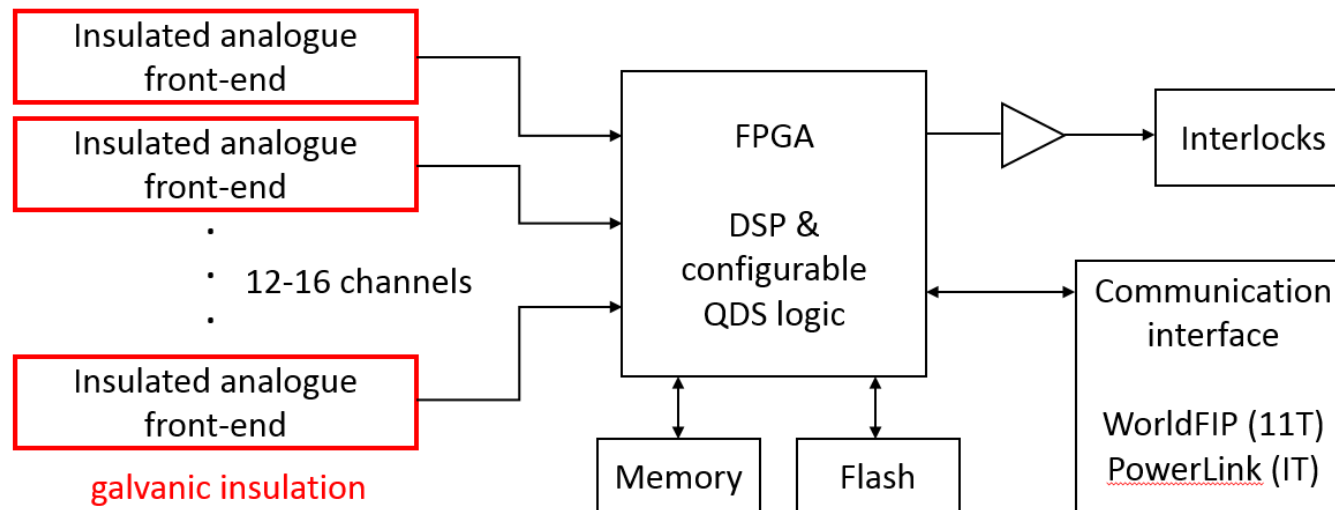 Insulated analogue
front-end
Insulated analogue
front-end
12-16 channels
Insulated analogue
front-end
galvanic insulation
FPGA
DSP &
configurable
QDS logic
Memory
Flash
Interlocks
Communication
interface
WorldFIP (11T)
PowerLink (IT)